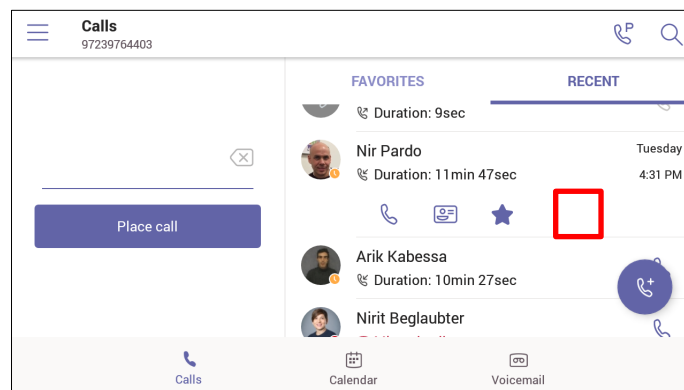 Calls
97239764403
P
FAVORITES
RECENT
Duration: 9sec
Nir Pardo
Tuesday
Duration: 11min 47sec
4:31 PM
Place call
Arik Kabessa
Duration: 10min 27sec
Nirit Beglaubter
Calls
Calendar
Voicemail